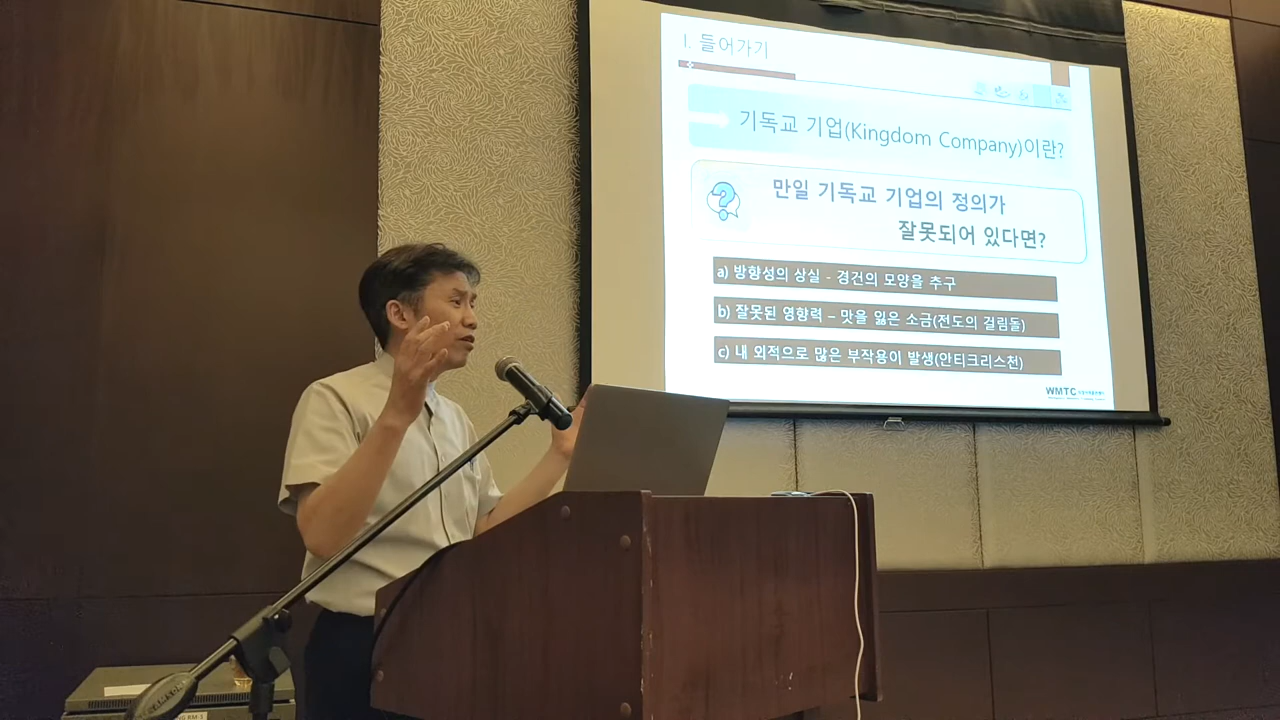 I. 들어가기
기독교 기업(Kingdom Company)이란?
만일 기독교 기업의 정의가
잘못되어 있다면?
a) 방향성의 상실 - 경건의 모양을 추구
b) 잘못된 영향력 – 맛을 잃은 소금(전도의 걸림돌)
c) 내 외적으로 많은 부작용이 발생(안티크리스천)
WMTC